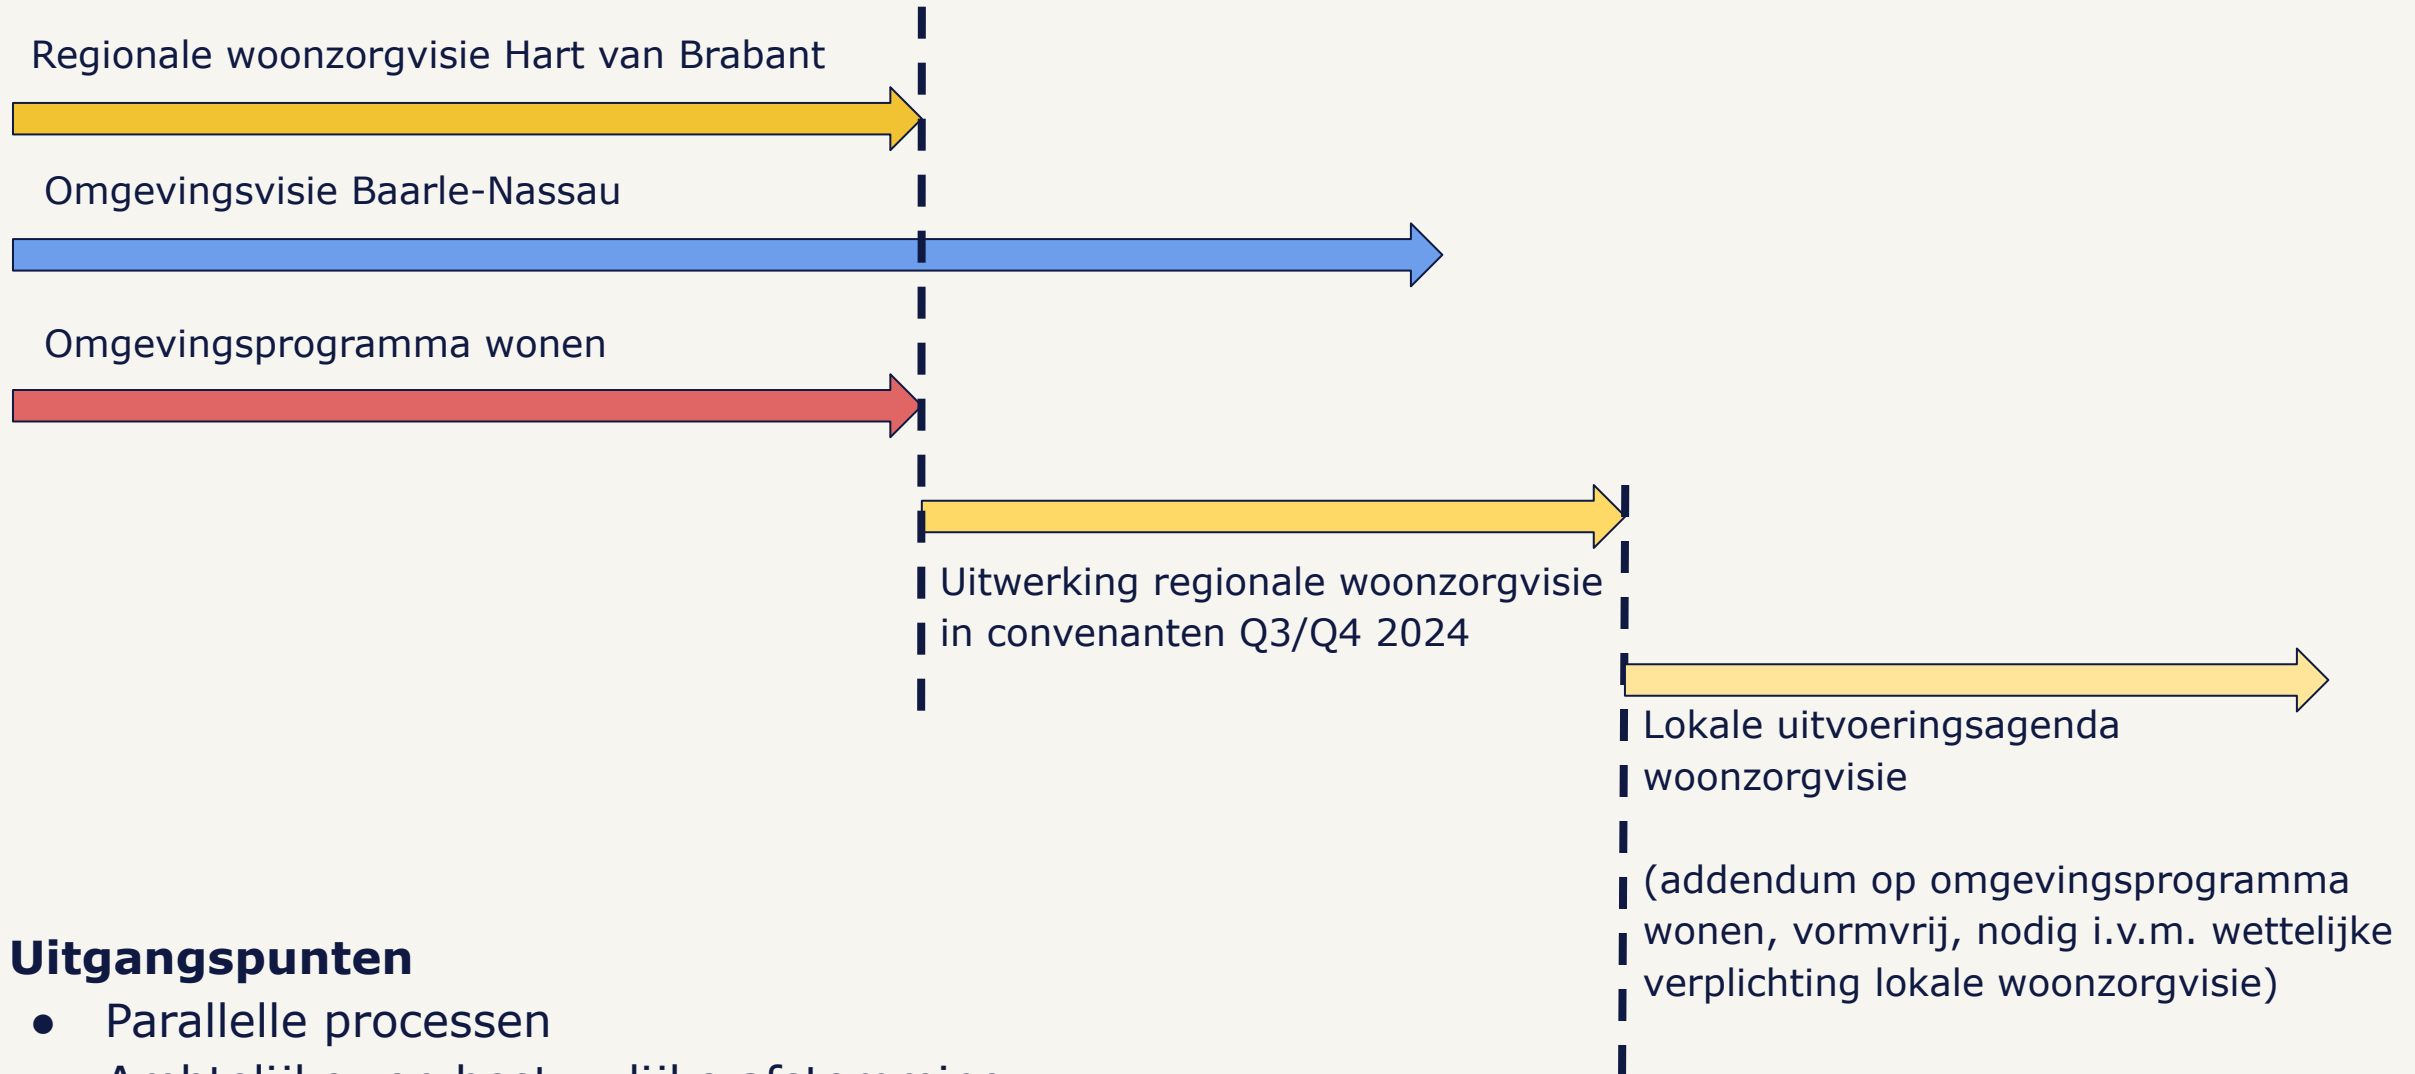 Regionale woonzorgvisie Hart van Brabant
Omgevingsvisie Baarle-Nassau
Omgevingsprogramma wonen
Uitwerking regionale woonzorgvisie
in convenanten Q3/Q4 2024
Lokale uitvoeringsagenda
woonzorgvisie
(addendum op omgevingsprogramma
wonen, vormvrij, nodig i.v.m. wettelijke
verplichting lokale woonzorgvisie)
Uitgangspunten
● Parallelle processen